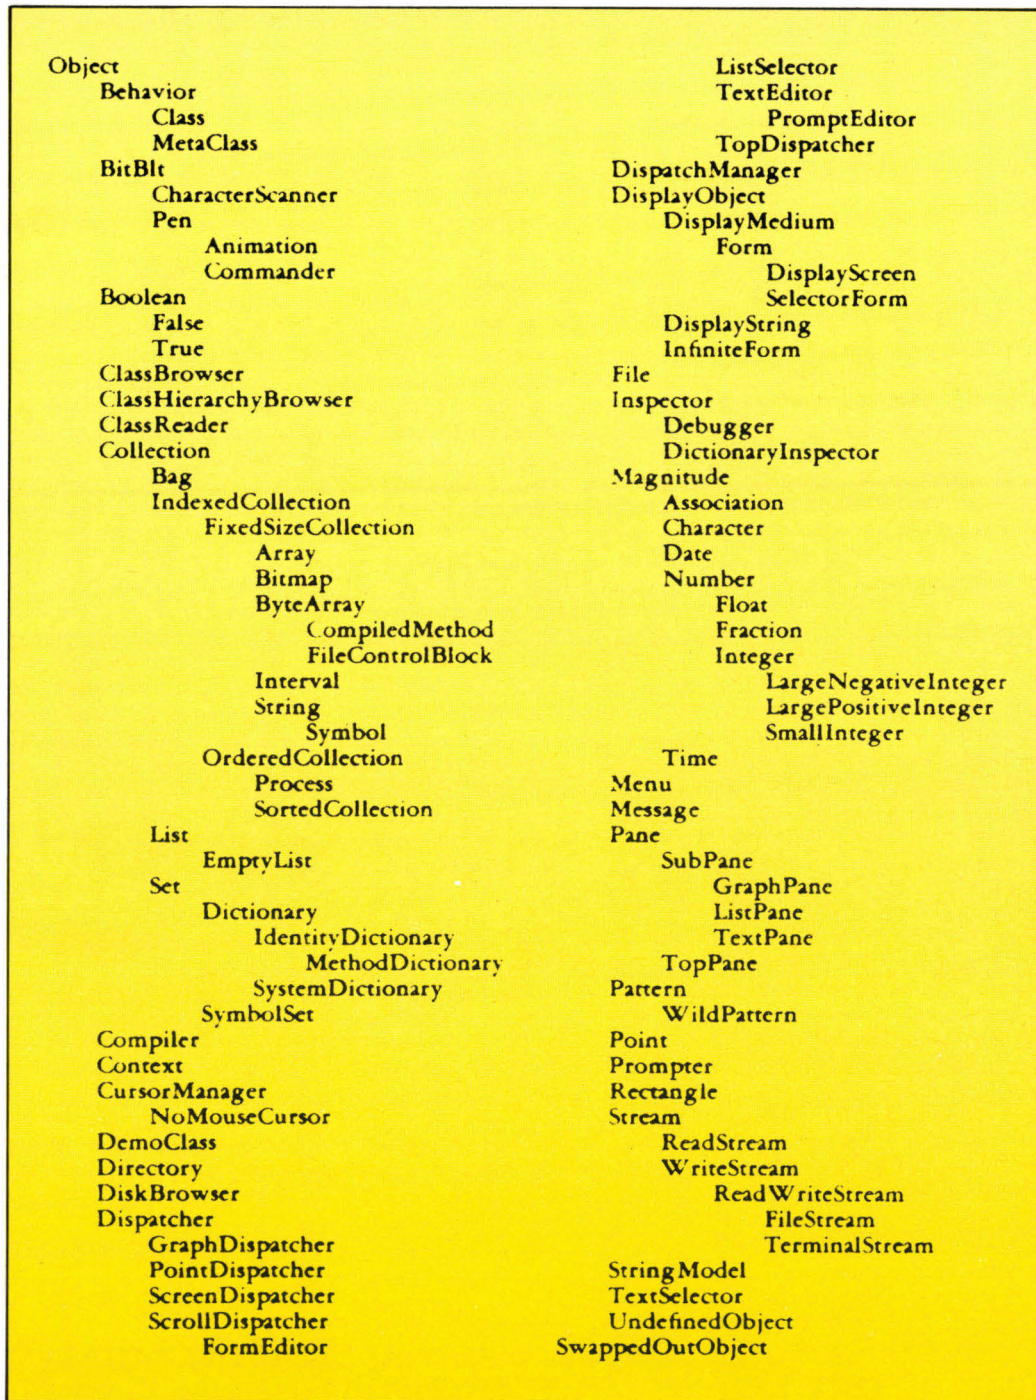 Object
Behavior
Class
MetaClass
BitBlt
CharacterScanner
Pen
Animation
Commander
Boolean
False
True
ClassBrowser
ClassHierarchyBrowser
ClassReader
Collection
Bag
IndexedCollection
FixedSizeCollection
Array
Bitmap
ByteArray
CompiledMethod
FileControlBlock
Interval
String
Symbol
OrderedCollection
Process
SortedCollection
List
EmptyList
Set
Dictionary
IdentityDictionary
MethodDictionary
SystemDictionary
SymbolSet
Compiler
Context
CursorManager
NoMouseCursor
DemoClass
Directory
DiskBrowser
Dispatcher
GraphDispatcher
PointDispatcher
ScreenDispatcher
ScrollDispatcher
FormEditor
ListSelector
TextEditor
PromptEditor
TopDispatcher
DispatchManager
DisplayObject
DisplayMedium
Form
DisplayScreen
SelectorForm
DisplayString
InfiniteForm
File
Inspector
Debugger
DictionaryInspector
Magnitude
Association
Character
Date
Number
Float
Fraction
Integer
LargeNegativeInteger
LargePositiveInteger
SmallInteger
Time
Menu
Message
Pane
SubPane
GraphPane
ListPane
TextPane
TopPane
Pattern
WildPattern
Point
Prompter
Rectangle
Stream
ReadStream
WriteStream
ReadWriteStream
FileStream
TerminalStream
StringModel
TextSelector
UndefinedObject
SwappedOutObject